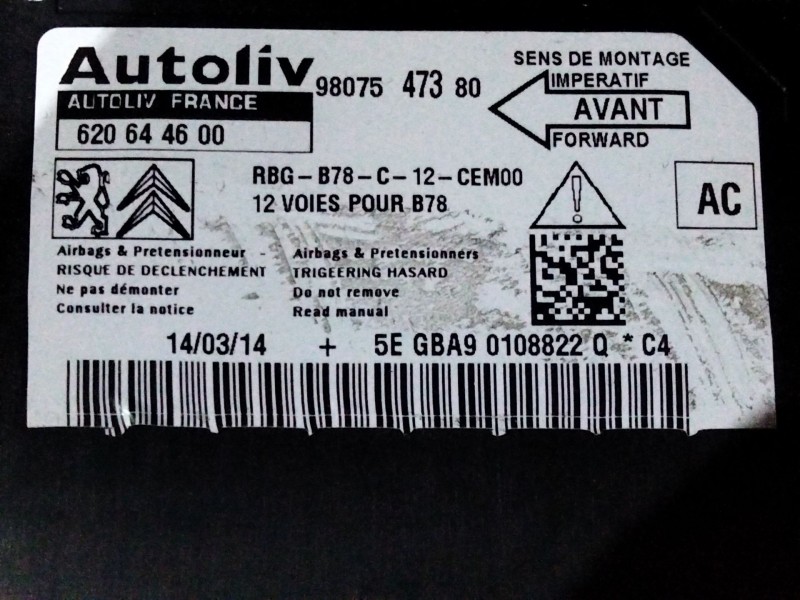 Autoliv
AUTOLIV FRANCE
620 64 46 00
98075 473 80
SENS DE MONTAGE
IMPERATIF
AVANT
FORWARD
RBG-B78-C-12-CEM00
12 VOIES POUR B78
AC
Airbags & Pretensionneur
RISQUE DE DECLENCHEMENT
Ne pas démonter
Consulter la notice
Airbags & Pretensionners
TRIGEERING HASARD
Do not remove
Read manual
14/03/14 + 5E GBA9 0108822 Q * C4